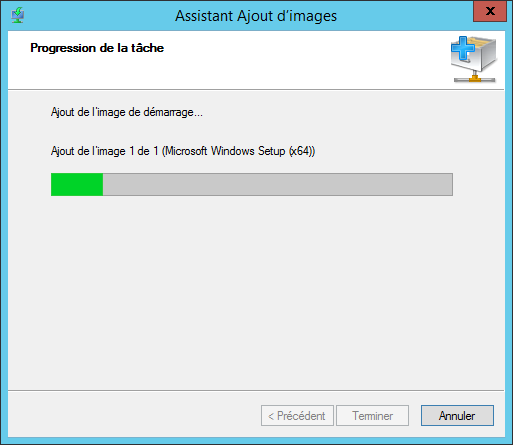 Assistant Ajout d'images
x
Progression de la tâche
Ajout de l'image de démarrage...
Ajout de l'image 1 de 1 (Microsoft Windows Setup (x64))
< Précédent Terminer Annuler